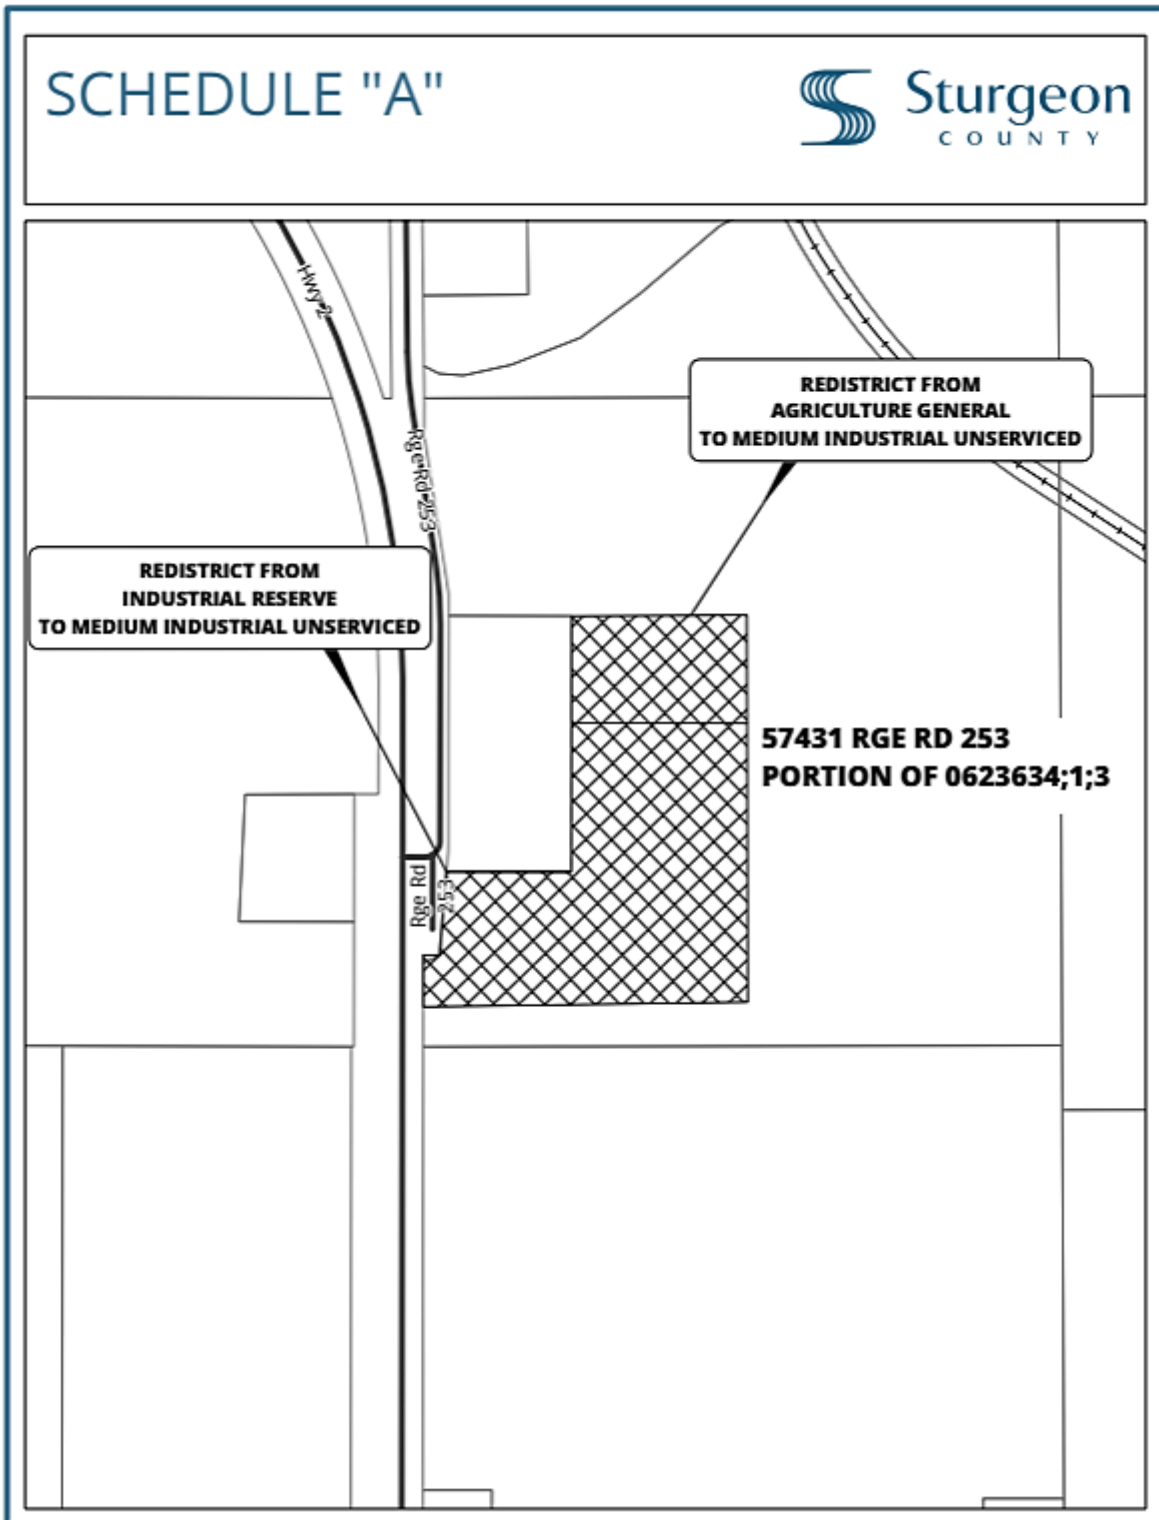 SCHEDULE "A"
Sturgeon
COUNTY
Hwy 2
Rge Rd 253
REDISTRICT FROM
AGRICULTURE GENERAL
TO MEDIUM INDUSTRIAL UNSERVICED
REDISTRICT FROM
INDUSTRIAL RESERVE
TO MEDIUM INDUSTRIAL UNSERVICED
57431 RGE RD 253
PORTION OF 0623634;1;3
Rge Rd
253